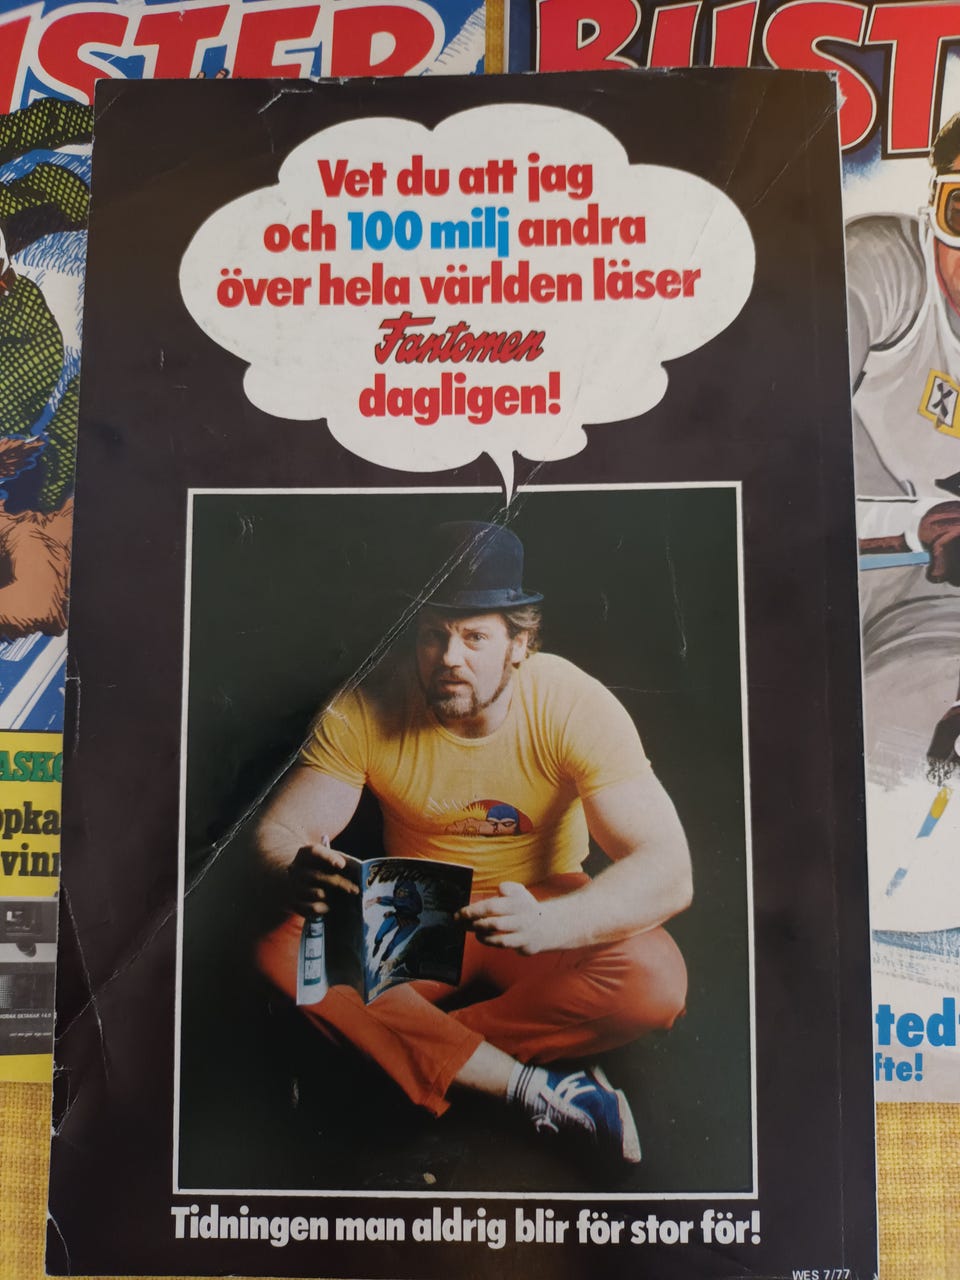 BUST
Vet du att jag
och 100 milj andra
över hela världen läser
Fantomen
dagligen!
Tidningen man aldrig blir för stor för!
WES 7/77